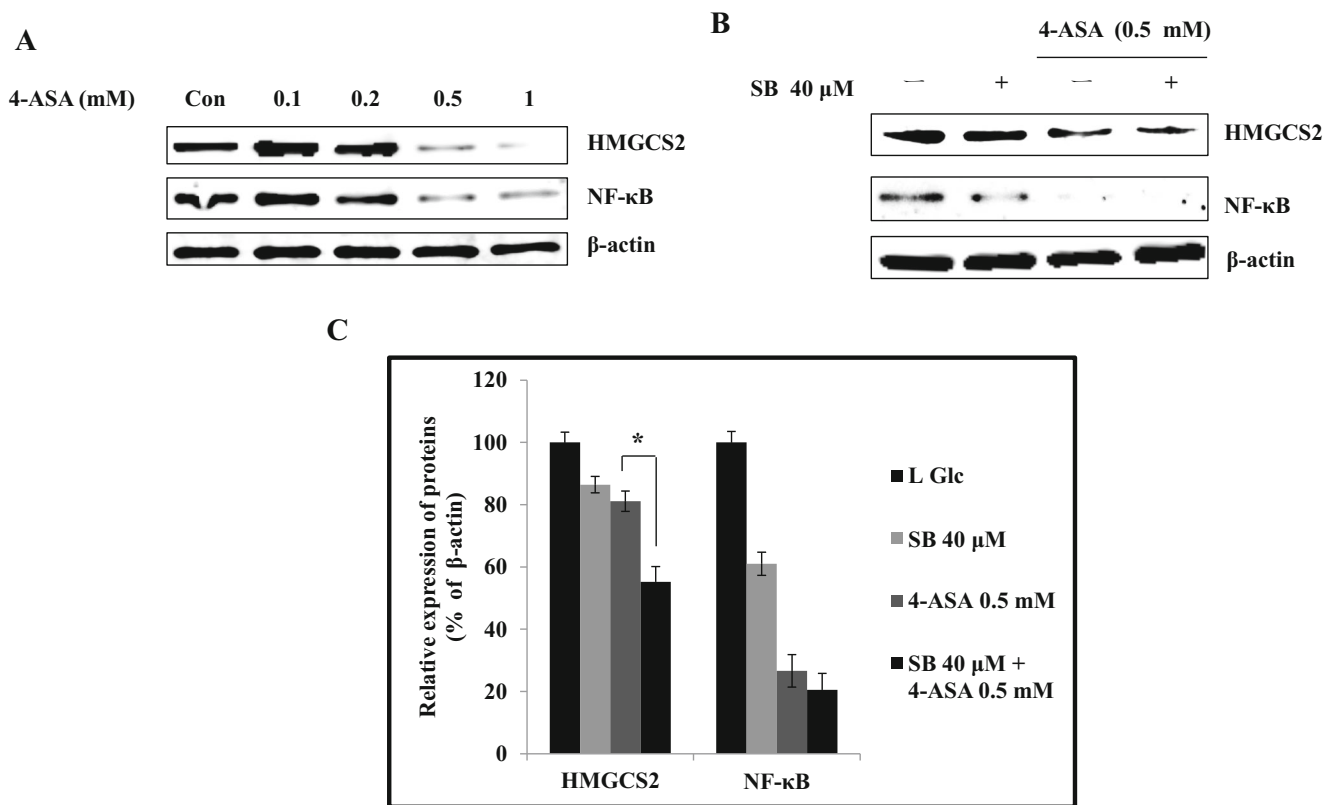 A
4-ASA (mM) Con 0.1 0.2 0.5 1
HMGCS2
NF-κB
β-actin
B
4-ASA (0.5 mM)
SB 40 μM − + − +
HMGCS2
NF-κB
β-actin
C
Relative expression of proteins
(% of β-actin)
120
100
80
60
40
20
0
*
HMGCS2 NF-κB
L Glc
SB 40 μM
4-ASA 0.5 mM
SB 40 μM +
4-ASA 0.5 mM